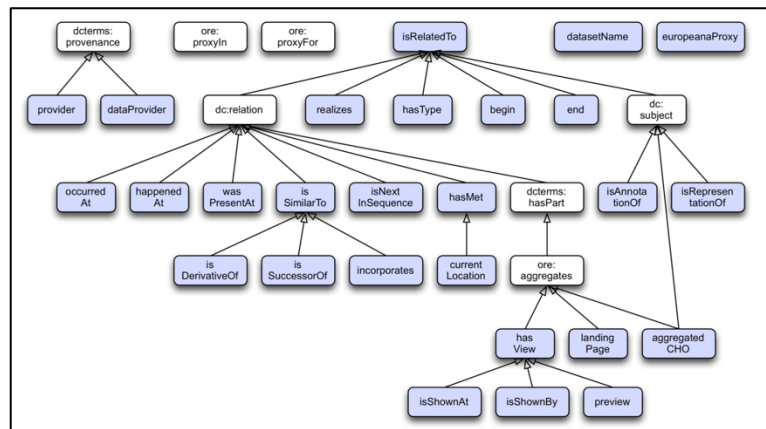 dcterms:
provenance
ore:
proxyIn
ore:
proxyFor
isRelatedTo
datasetName
europeanaProxy
provider
dataProvider
dc:relation
realizes
hasType
begin
end
dc:
subject
occurred
At
happened
At
was
PresentAt
is
SimilarTo
isNext
InSequence
hasMet
dcterms:
hasPart
isAnnota
tionOf
isRepresen
tationOf
is
DerivativeOf
is
SuccessorOf
incorporates
current
Location
ore:
aggregates
has
View
landing
Page
aggregated
CHO
isShownAt
isShownBy
preview